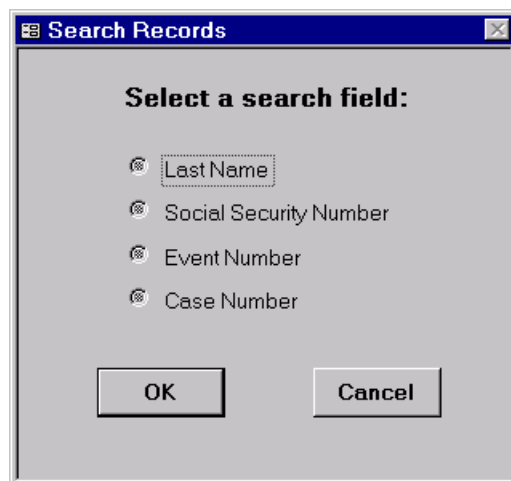 Search Records
Select a search field:
Last Name
Social Security Number
Event Number
Case Number
OK Cancel